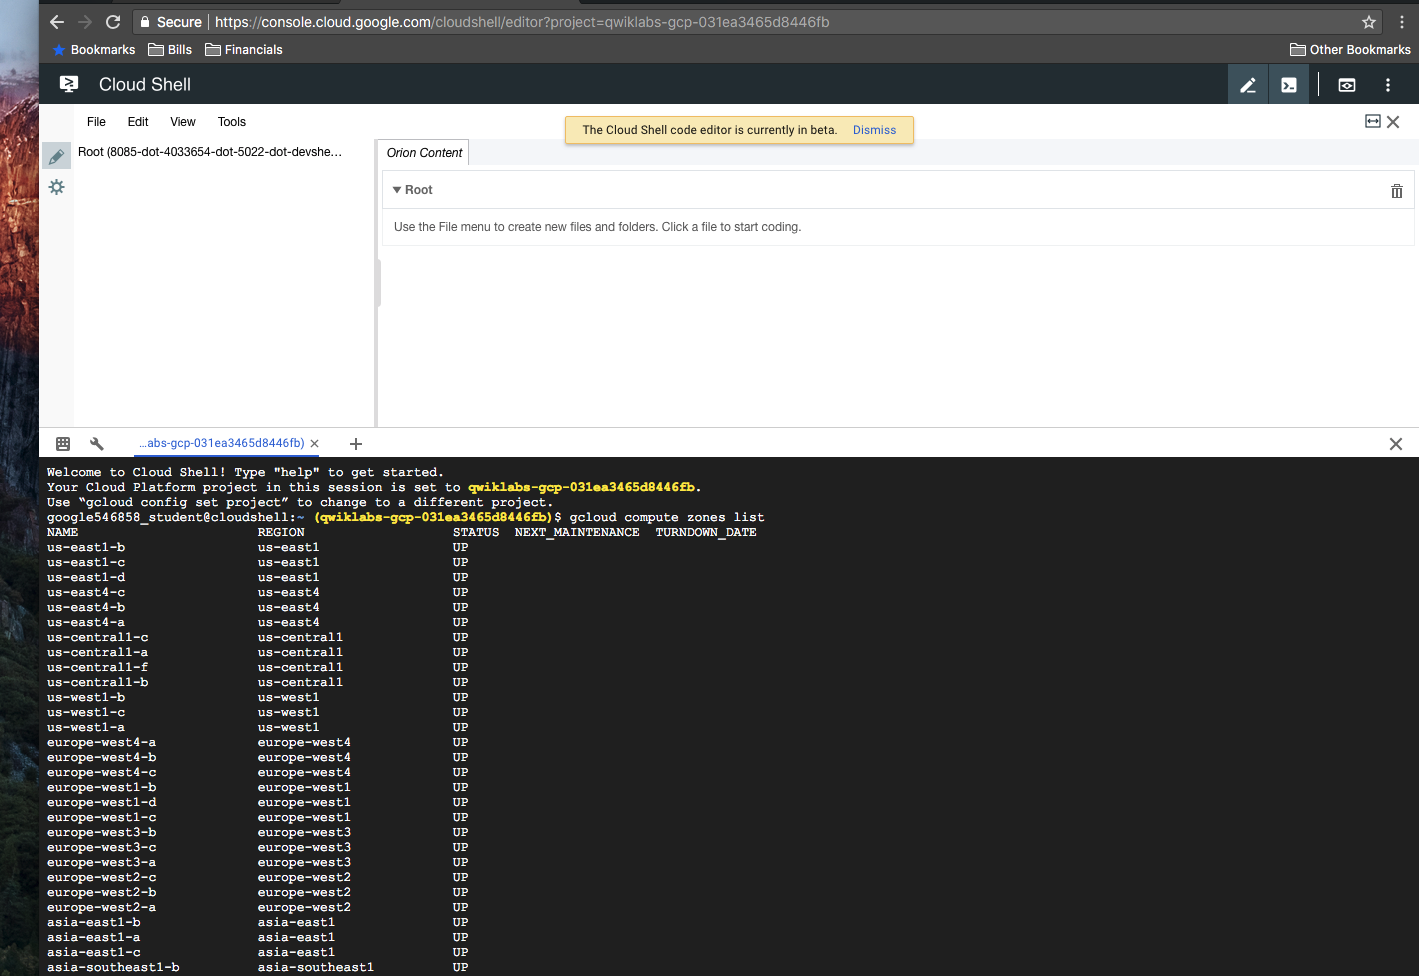 Secure | https://console.cloud.google.com/cloudshell/editor?project=qwiklabs-gcp-031ea3465d8446fb
Bookmarks Bills Financials Other Bookmarks
Cloud Shell
File Edit View Tools
The Cloud Shell code editor is currently in beta. Dismiss
Root (8085-dot-4033654-dot-5022-dot-devshe...
Orion Content
Root
Use the File menu to create new files and folders. Click a file to start coding.
...abs-gcp-031ea3465d8446fb)
Welcome to Cloud Shell! Type "help" to get started.
Your Cloud Platform project in this session is set to qwiklabs-gcp-031ea3465d8446fb.
Use “gcloud config set project” to change to a different project.
google546858_student@cloudshell:~ (qwiklabs-gcp-031ea3465d8446fb)$ gcloud compute zones list
NAME REGION STATUS NEXT_MAINTENANCE TURNDOWN_DATE
us-east1-b us-east1 UP
us-east1-c us-east1 UP
us-east1-d us-east1 UP
us-east4-c us-east4 UP
us-east4-b us-east4 UP
us-east4-a us-east4 UP
us-central1-c us-central1 UP
us-central1-a us-central1 UP
us-central1-f us-central1 UP
us-central1-b us-central1 UP
us-west1-b us-west1 UP
us-west1-c us-west1 UP
us-west1-a us-west1 UP
europe-west4-a europe-west4 UP
europe-west4-b europe-west4 UP
europe-west4-c europe-west4 UP
europe-west1-b europe-west1 UP
europe-west1-d europe-west1 UP
europe-west1-c europe-west1 UP
europe-west3-b europe-west3 UP
europe-west3-c europe-west3 UP
europe-west3-a europe-west3 UP
europe-west2-c europe-west2 UP
europe-west2-b europe-west2 UP
europe-west2-a europe-west2 UP
asia-east1-b asia-east1 UP
asia-east1-a asia-east1 UP
asia-east1-c asia-east1 UP
asia-southeast1-b asia-southeast1 UP